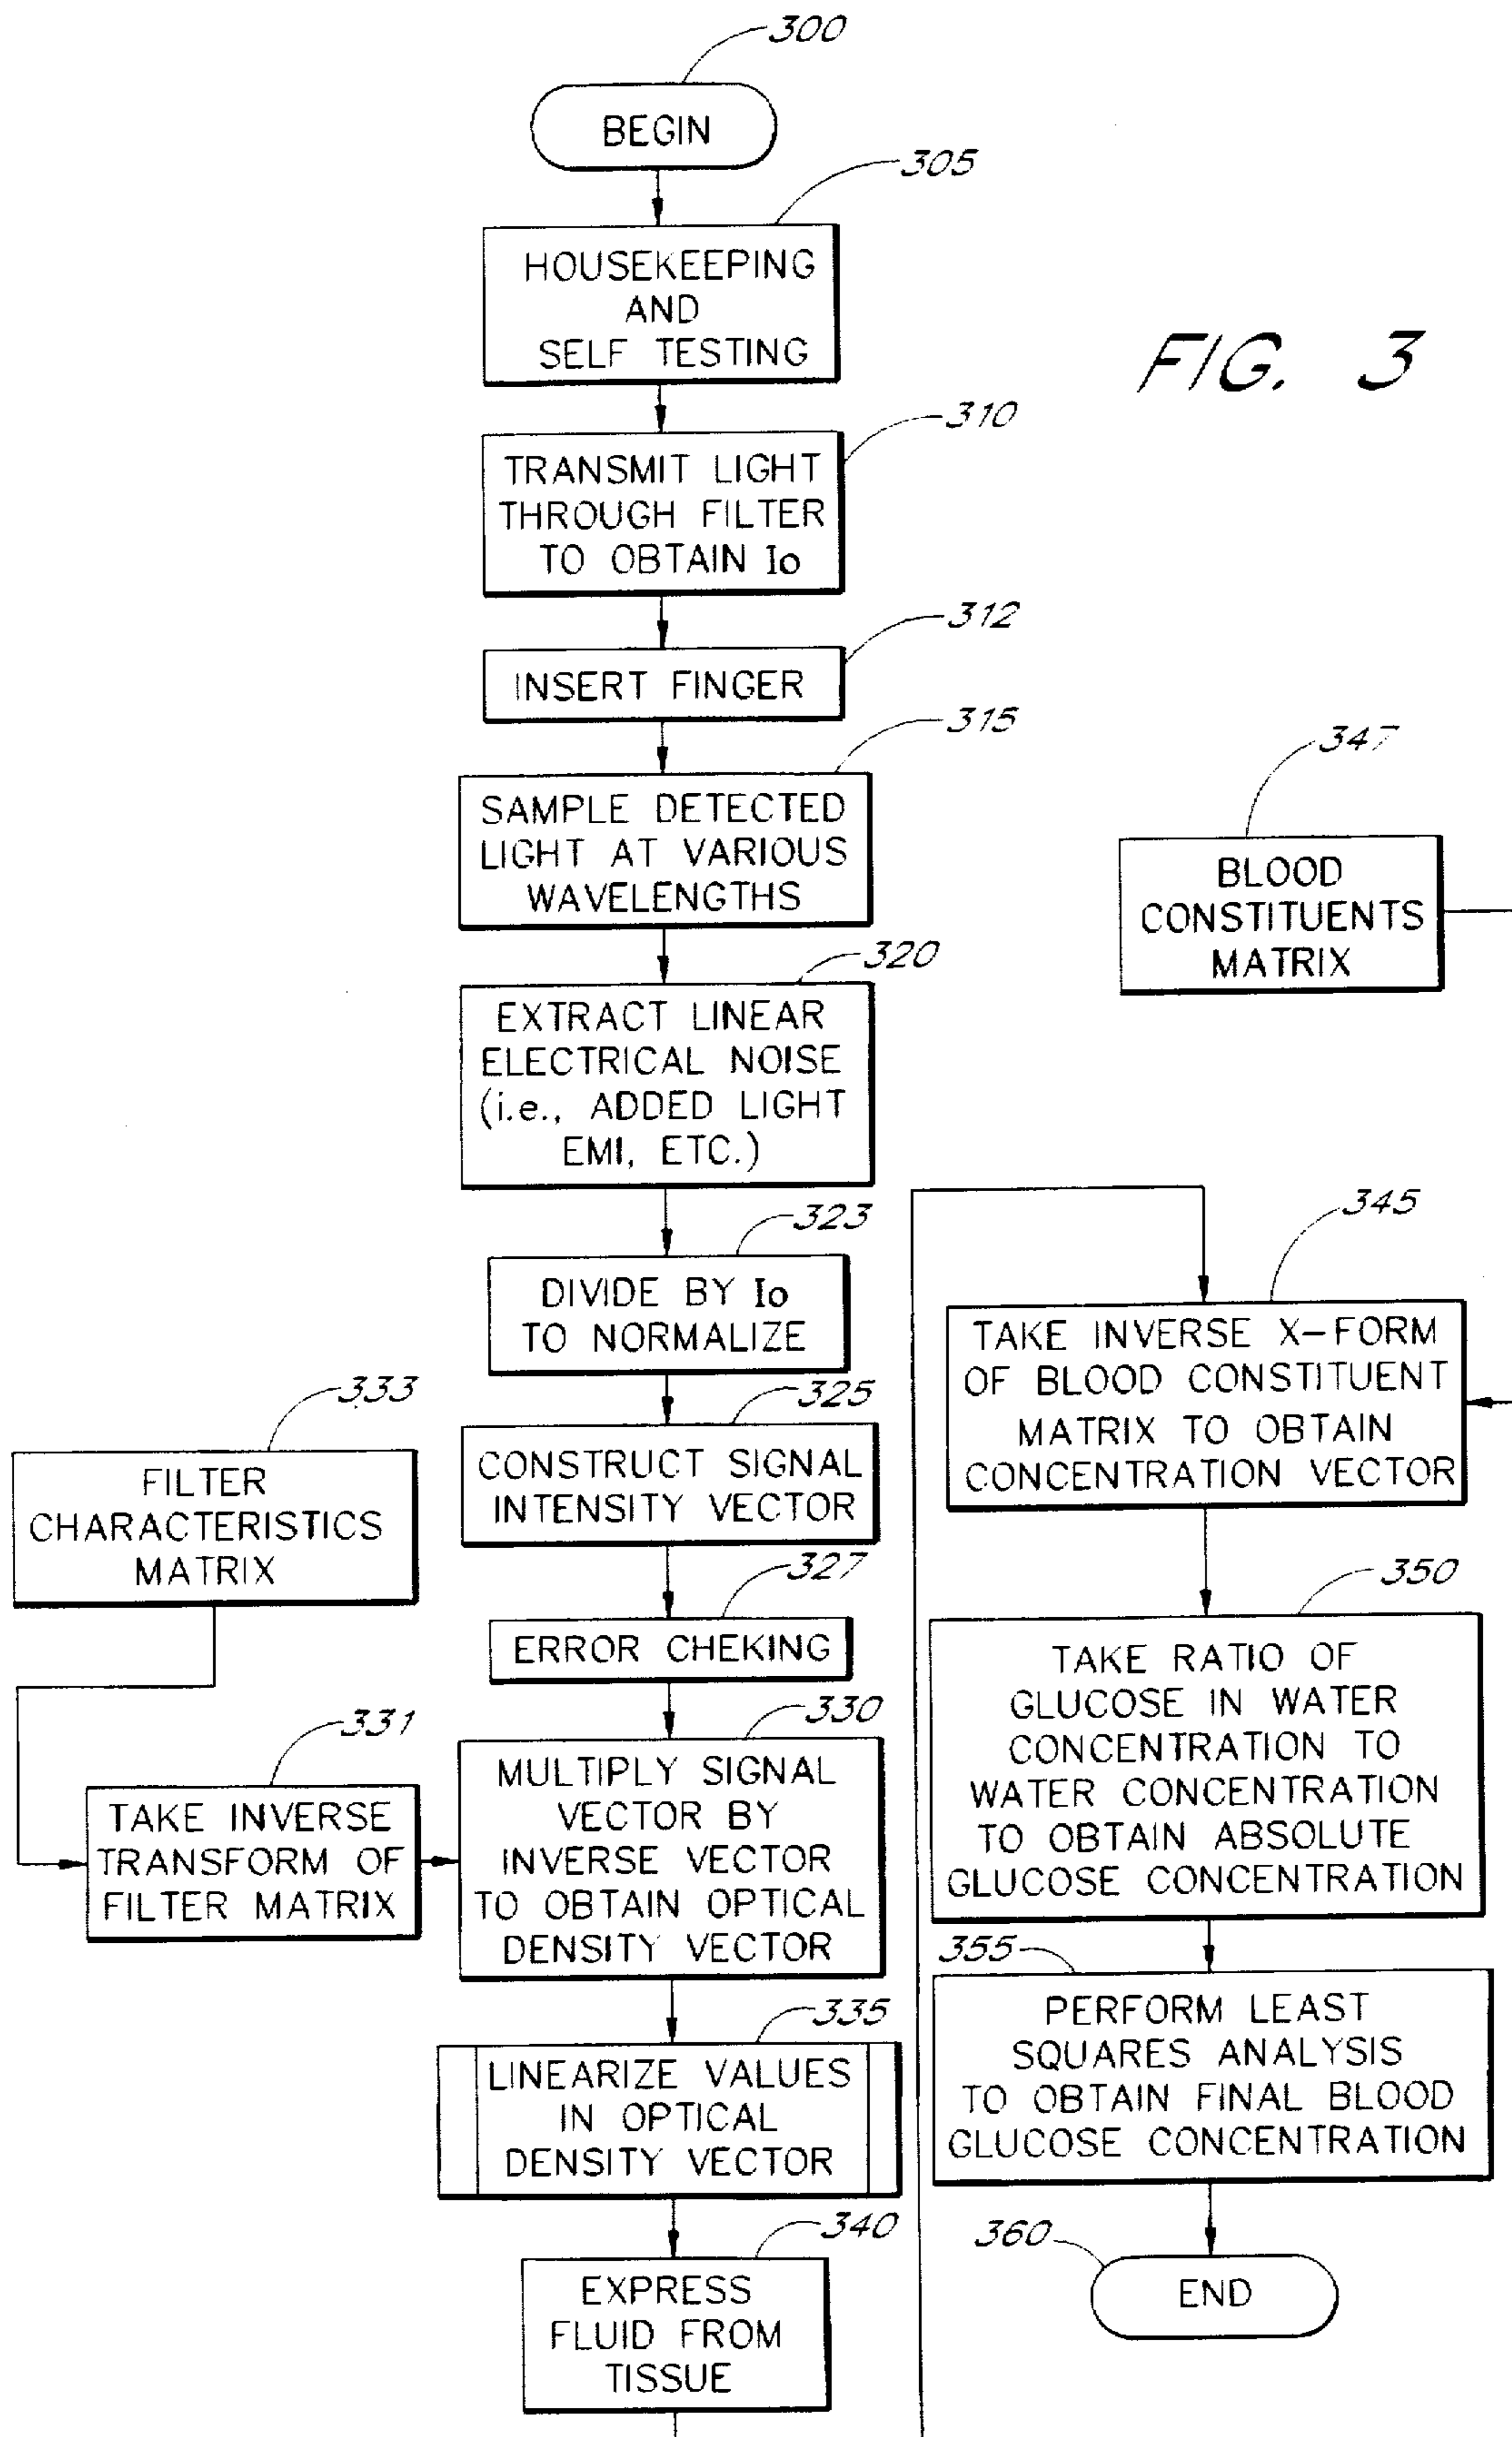 300
BEGIN
305
HOUSEKEEPING
AND
SELF TESTING
FIG. 3
310
TRANSMIT LIGHT
THROUGH FILTER
TO OBTAIN Io
312
INSERT FINGER
315
SAMPLE DETECTED
LIGHT AT VARIOUS
WAVELENGTHS
320
EXTRACT LINEAR
ELECTRICAL NOISE
(i.e., ADDED LIGHT
EMI, ETC.)
323
DIVIDE BY Io
TO NORMALIZE
325
CONSTRUCT SIGNAL
INTENSITY VECTOR
327
ERROR CHEKING
333
FILTER
CHARACTERISTICS
MATRIX
331
TAKE INVERSE
TRANSFORM OF
FILTER MATRIX
330
MULTIPLY SIGNAL
VECTOR BY
INVERSE VECTOR
TO OBTAIN OPTICAL
DENSITY VECTOR
335
LINEARIZE VALUES
IN OPTICAL
DENSITY VECTOR
340
EXPRESS
FLUID FROM
TISSUE
347
BLOOD
CONSTITUENTS
MATRIX
345
TAKE INVERSE X-FORM
OF BLOOD CONSTITUENT
MATRIX TO OBTAIN
CONCENTRATION VECTOR
350
TAKE RATIO OF
GLUCOSE IN WATER
CONCENTRATION TO
WATER CONCENTRATION
TO OBTAIN ABSOLUTE
GLUCOSE CONCENTRATION
355
PERFORM LEAST
SQUARES ANALYSIS
TO OBTAIN FINAL BLOOD
GLUCOSE CONCENTRATION
360
END